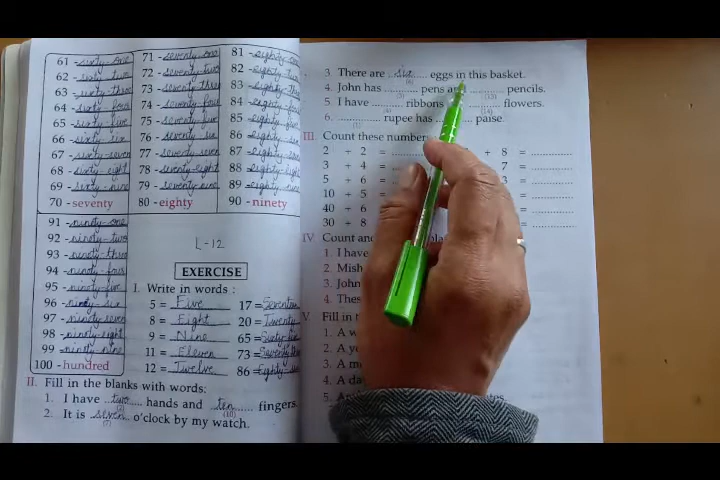 61 - sixty-one
62 - sixty two
63 - sixty three
64 - sixty four
65 - sixty five
66 - sixty six
67 - sixty-seven
68 - sixty-eight
69 - sixty-nine
70 - seventy
71 - seventy-one
72 - seventy two
73 - seventy three
74 - seventy-four
75 - seventy five
76 - seventy-six
77 - seventy seven
78 - seventy-eight
79 - seventy-nine
80 - eighty
81 - eighty-one
82 - eighty-two
83 - eighty-three
84 - eighty-four
85 - eighty-five
86 - eighty-six
87 - eighty-seven
88 - eighty-eight
89 - eighty-nine
90 - ninety
91 - ninety-one
92 - ninety-two
93 - ninety-three
94 - ninety-four
95 - ninety-five
96 - ninety-six
97 - ninety-seven
98 - ninety-eight
99 - ninety nine
100 - hundred
L-12
EXERCISE
I. Write in words :
5 = Five 17 = Seventeen
8 = Eight 20 = Twenty
9 = Nine 65 = Sixty-five
11 = Eleven 73 = Seventy
12 = Twelve 86 = Eighty-six
II. Fill in the blanks with words:
1. I have ..two.... hands and ..ten..... fingers.
(2) (10)
2. It is ..seven.. o'clock by my watch.
(7)
3 There are ..six.... eggs in this basket.
(6)
4. John has .......... pens ......... pencils.
(13)
5 I have .......... ribbons ......... flowers.
(14)
6. ............ rupee has ......... paise.
III. Count these number
2 + 2 = .......... + 8 = ............
3 + 4 = 7 = ............
5 + 6 = 3 = ............
10 + 5 = = ............
40 + 6 = = ............
30 + 8 = ............
IV. Count and
1. I have
2. Mish
3. John
4. Thes
V. Fill in
1. A w
2. A yo
3. A m
4. A da
5.